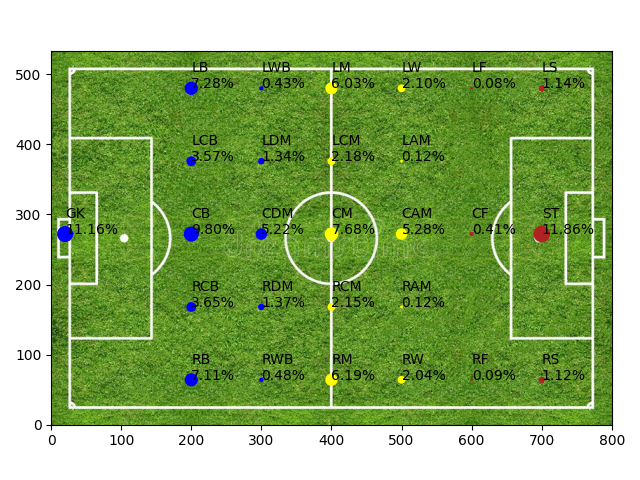 LB LWB LM LW LF LS
7.28% 0.43% 6.03% 2.10% 0.08% 1.14%
LCB LDM LCM LAM
3.57% 1.34% 2.18% 0.12%
GK CB CDM CM CAM CF ST
11.16% 9.80% 5.22% 7.68% 5.28% 0.41% 11.86%
RCB RDM RCM RAM
3.65% 1.37% 2.15% 0.12%
RB RWB RM RW RF RS
7.11% 0.48% 6.19% 2.04% 0.09% 1.12%
500
400
300
200
100
0
0 100 200 300 400 500 600 700 800